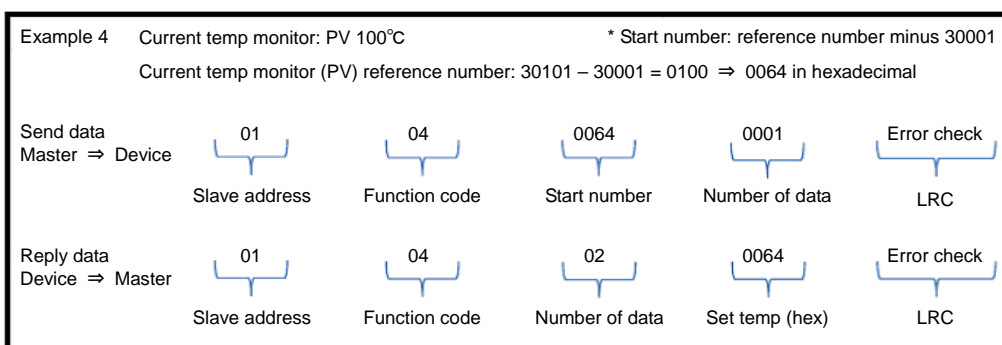 Example 4 Current temp monitor: PV 100℃ * Start number: reference number minus 30001
Current temp monitor (PV) reference number: 30101 – 30001 = 0100 ⇒ 0064 in hexadecimal
Send data 01 04 0064 0001 Error check
Master ⇒ Device
Slave address Function code Start number Number of data LRC
Reply data 01 04 02 0064 Error check
Device ⇒ Master
Slave address Function code Number of data Set temp (hex) LRC